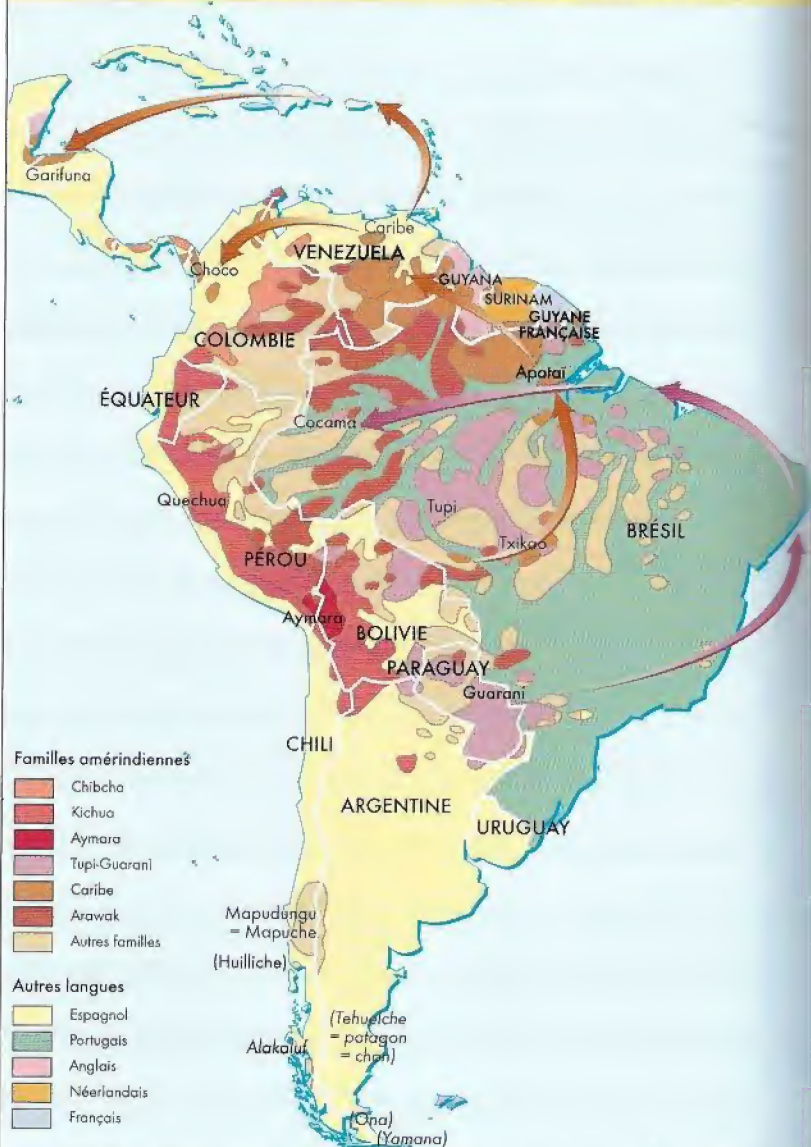 Garifuna
Caribe
VENEZUELA
Choco
GUYANA
SURINAM
GUYANE
FRANÇAISE
COLOMBIE
Apotaï
ÉQUATEUR
Cocama
Quechua
Tupi
Txikao
BRÉSIL
PÉROU
Aymara
BOLIVIE
PARAGUAY
Guarani
CHILI
ARGENTINE
URUGUAY
Mapudungu
= Mapuche
(Huilliche)
(Tehuelche
= patagon
= chon)
Alakaluf
(Ona)
(Yamana)
Familles amérindiennes
Chibcha
Kichua
Aymara
Tupi-Guarani
Caribe
Arawak
Autres familles
Autres langues
Espagnol
Portugais
Anglais
Néerlandais
Français